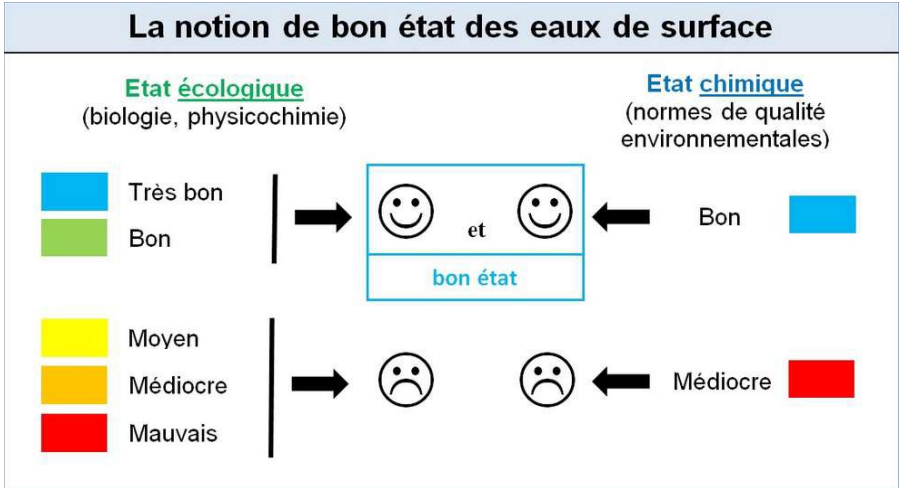 La notion de bon état des eaux de surface
Etat écologique
(biologie, physicochimie)
Etat chimique
(normes de qualité
environnementales)
Très bon
Bon
et
bon état
Bon
Moyen
Médiocre
Mauvais
Médiocre